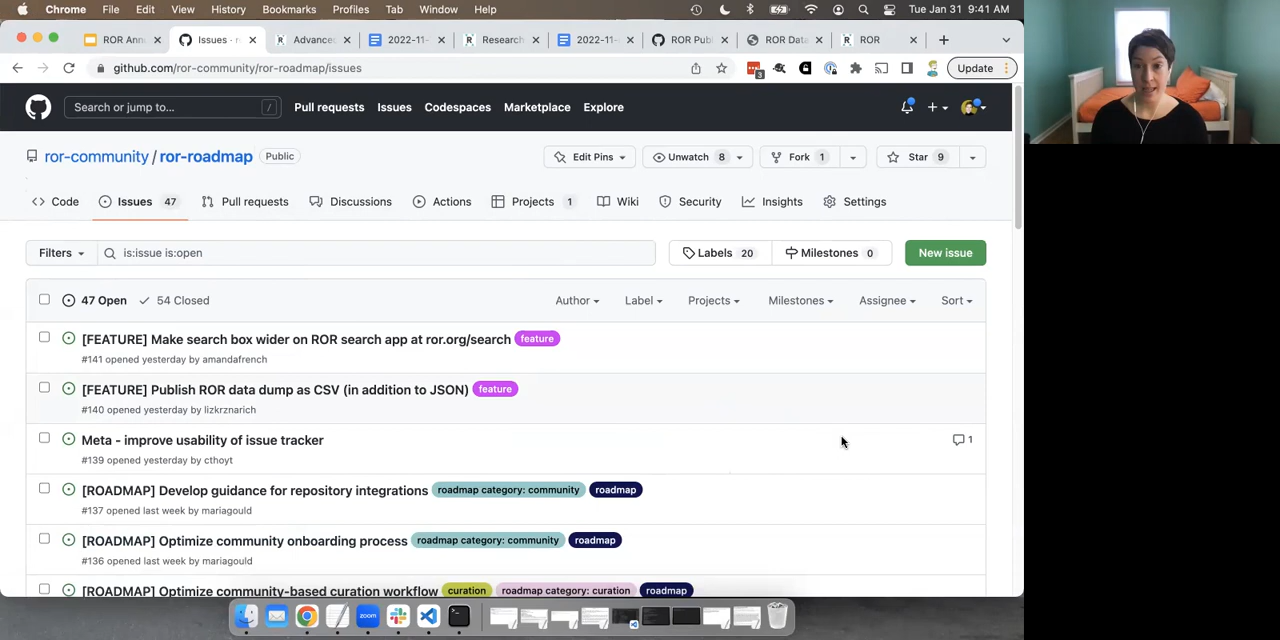 Chrome File Edit View History Bookmarks Profiles Tab Window Help Tue Jan 31 9:41 AM
ROR Ann Issues - r Advance 2022-11- Research 2022-11- ROR Pub ROR Data ROR
github.com/ror-community/ror-roadmap/issues Update
3
Search or jump to... / Pull requests Issues Codespaces Marketplace Explore
ror-community / ror-roadmap Public Edit Pins Unwatch 8 Fork 1 Star 9
Code Issues 47 Pull requests Discussions Actions Projects 1 Wiki Security Insights Settings
Filters is:issue is:open Labels 20 Milestones 0 New issue
47 Open 54 Closed Author Label Projects Milestones Assignee Sort
[FEATURE] Make search box wider on ROR search app at ror.org/search feature
#141 opened yesterday by amandafrench
[FEATURE] Publish ROR data dump as CSV (in addition to JSON) feature
#140 opened yesterday by lizkrznarich
Meta - improve usability of issue tracker 1
#139 opened yesterday by cthoyt
[ROADMAP] Develop guidance for repository integrations roadmap category: community roadmap
#137 opened last week by mariagould
[ROADMAP] Optimize community onboarding process roadmap category: community roadmap
#136 opened last week by mariagould
[ROADMAP] Optimize community-based curation workflow curation roadmap category: curation roadmap
zoom